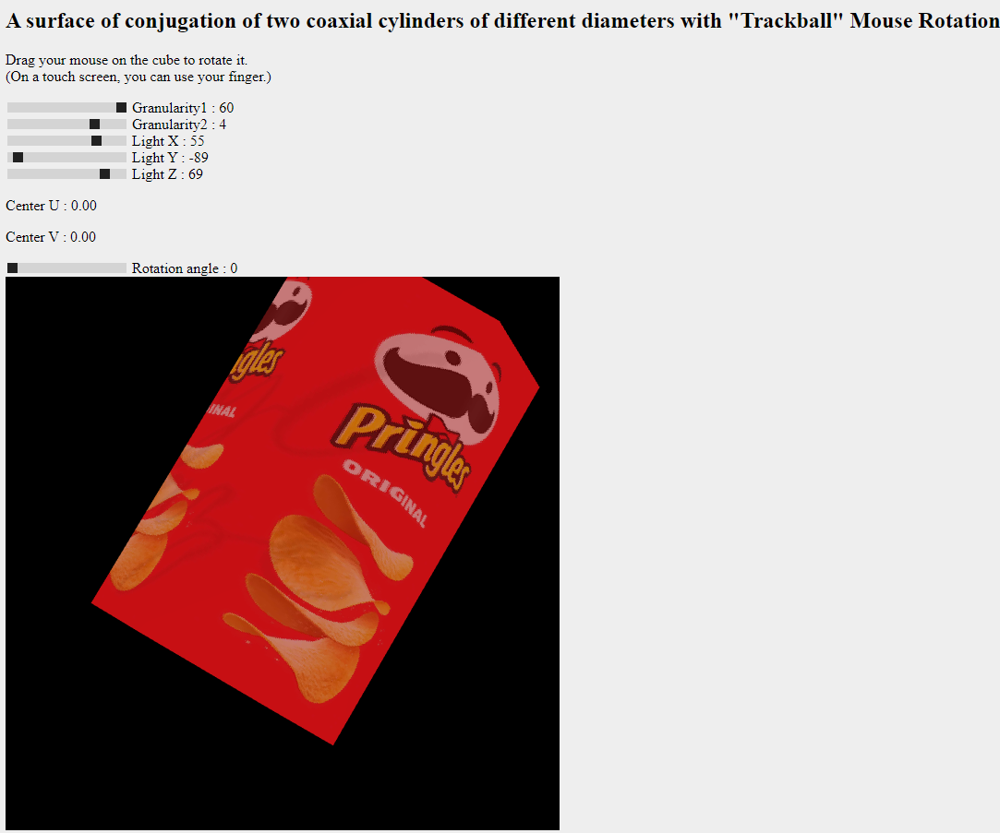 A surface of conjugation of two coaxial cylinders of different diameters with "Trackball" Mouse Rotation
Drag your mouse on the cube to rotate it.
(On a touch screen, you can use your finger.)
Granularity1 : 60
Granularity2 : 4
Light X : 55
Light Y : -89
Light Z : 69
Center U : 0.00
Center V : 0.00
Rotation angle : 0
gles
INAL
Pringles
ORIGINAL